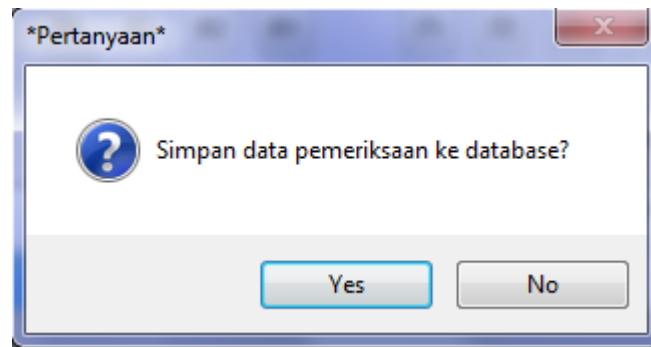 *Pertanyaan*
Simpan data pemeriksaan ke database?
Yes
No